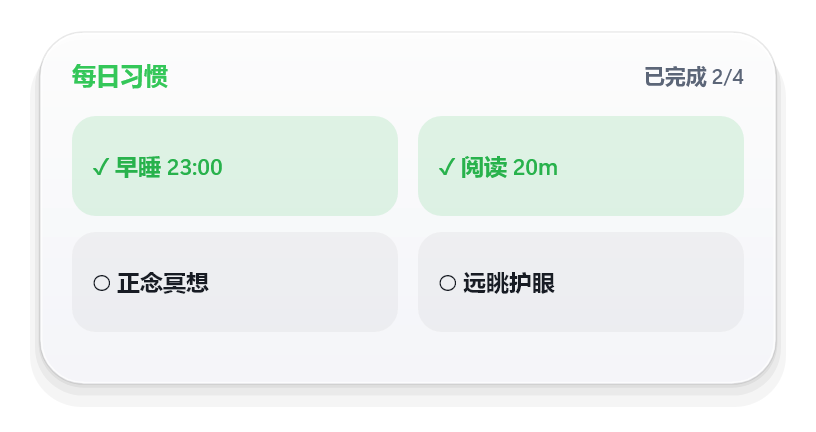 每日习惯
已完成 2/4
✓ 早睡 23:00
✓ 阅读 20m
○ 正念冥想
○ 远眺护眼